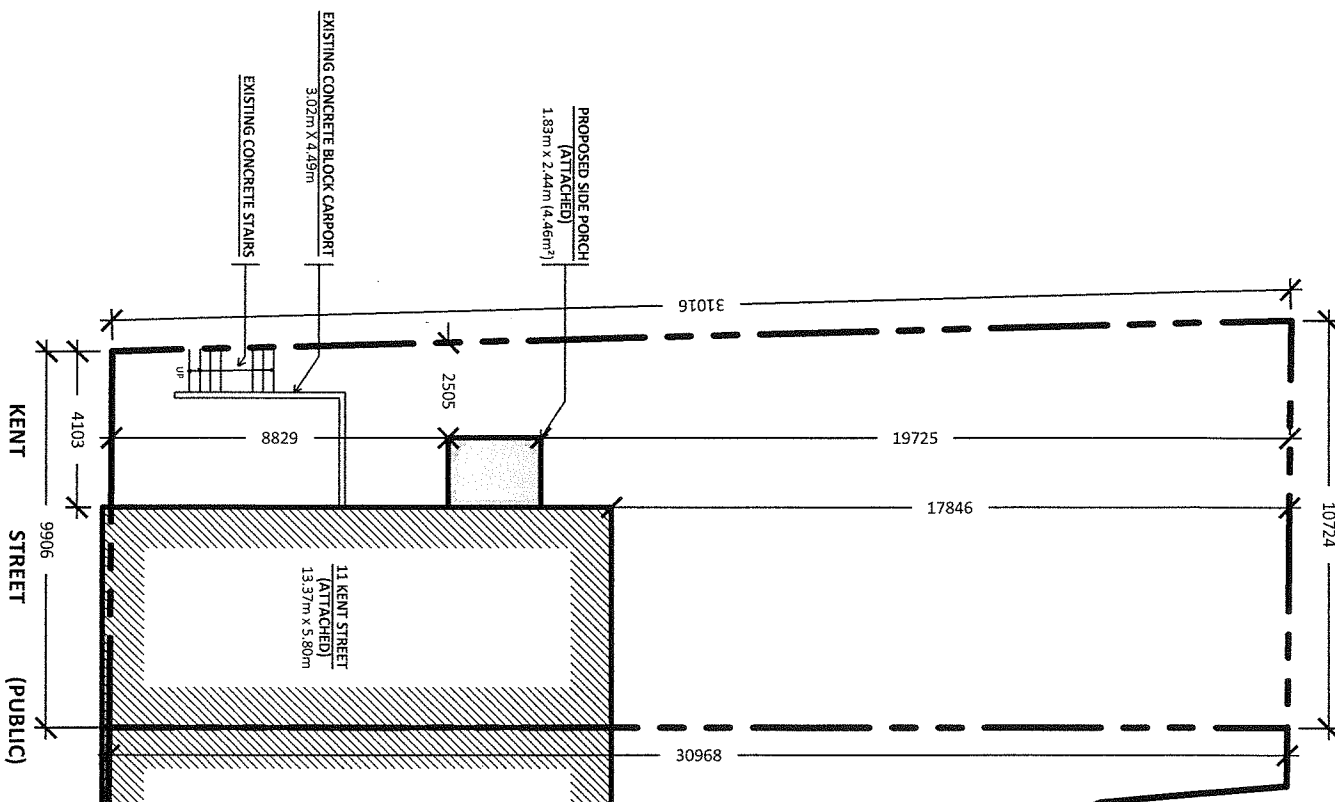 EXISTING CONCRETE BLOCK CARPORT
3.02m X 4.49m
EXISTING CONCRETE STAIRS
PROPOSED SIDE PORCH
(ATTACHED)
1.83m x 2.44m (4.46m²)
31016
10724
UP
2505
4103
8829
19725
17846
9906
11 KENT STREET
(ATTACHED)
13.37m x 5.80m
30968
KENT STREET (PUBLIC)